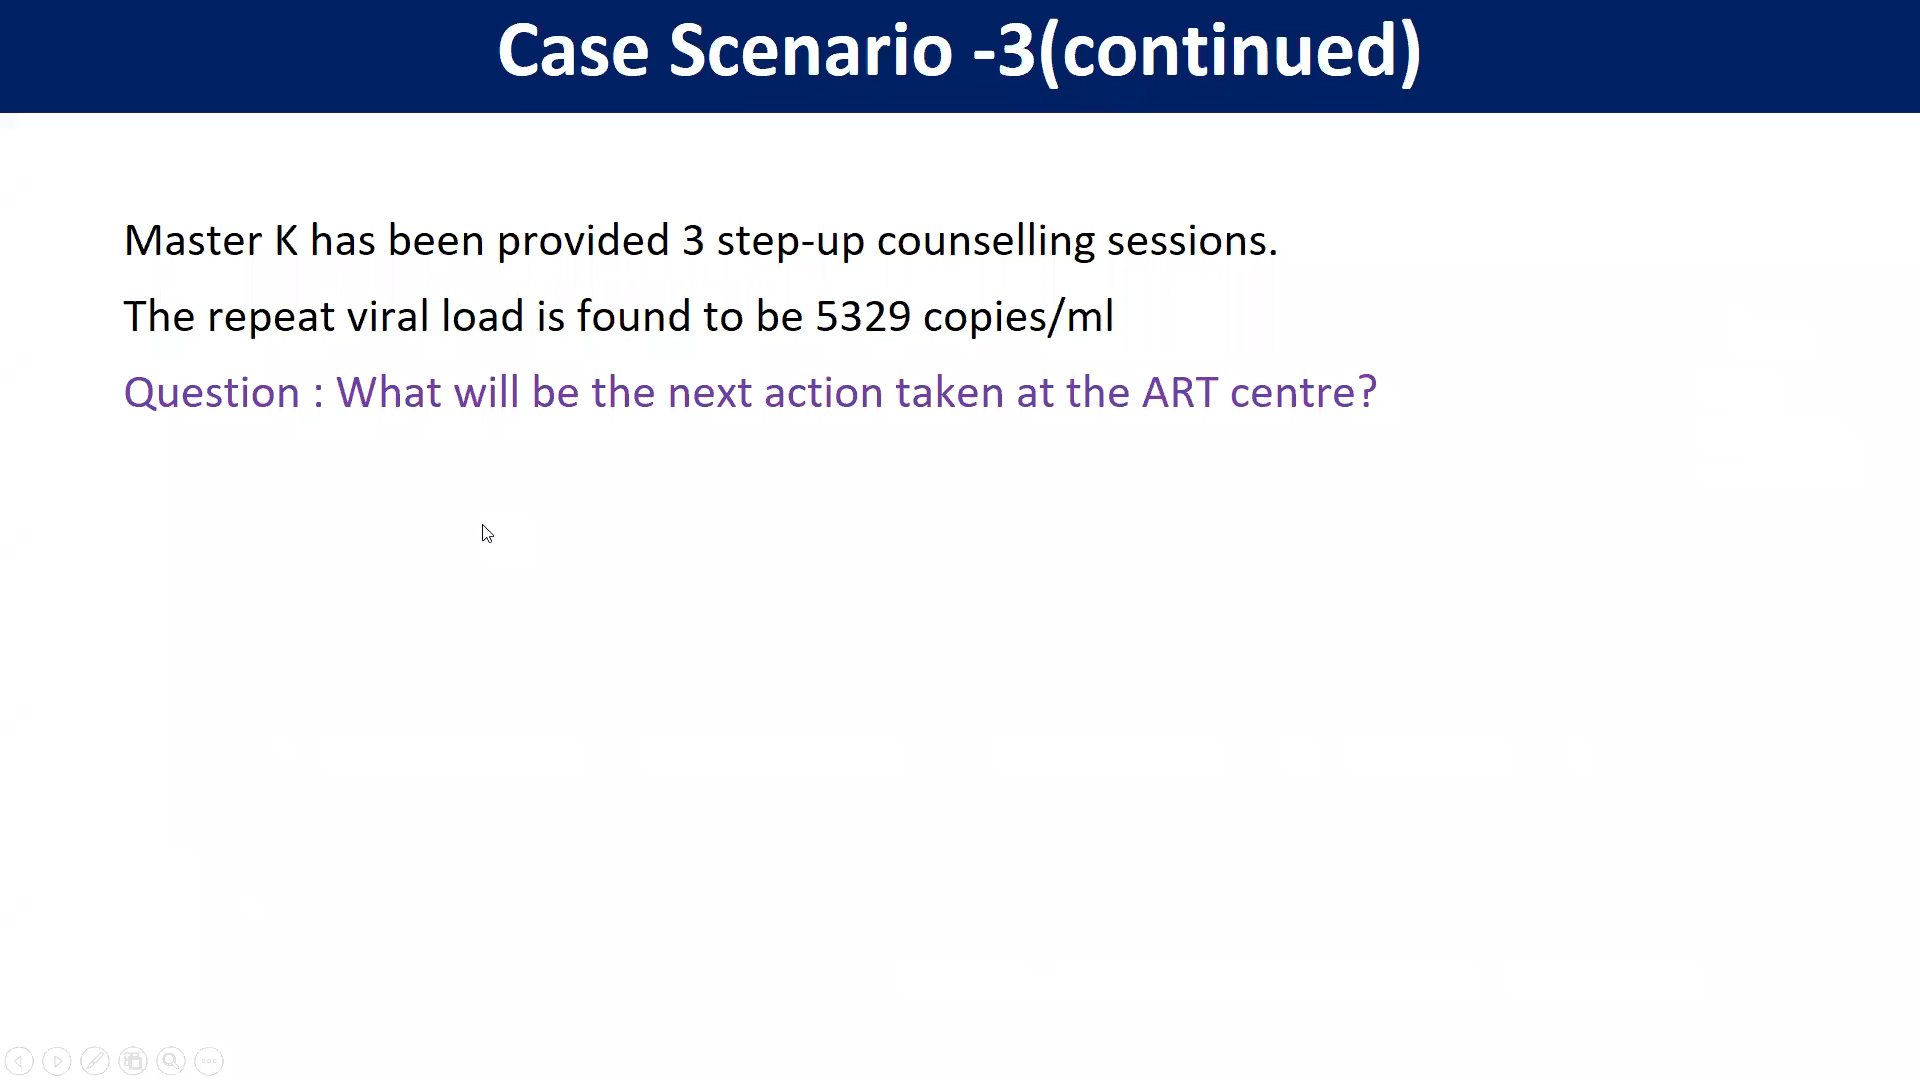 Case Scenario -3(continued)
Master K has been provided 3 step-up counselling sessions.
The repeat viral load is found to be 5329 copies/ml
Question : What will be the next action taken at the ART centre?